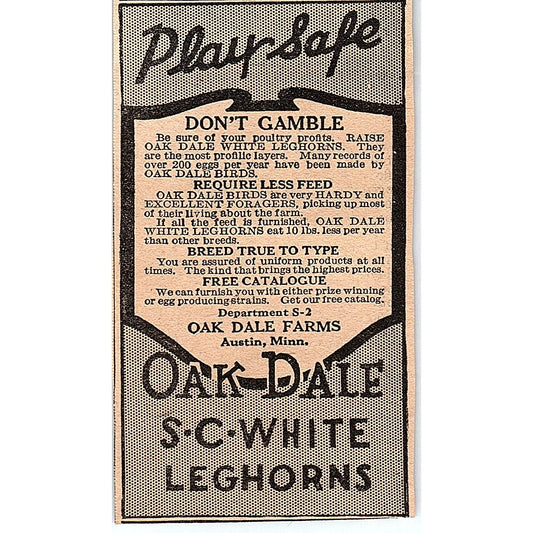 Play Safe
DON'T GAMBLE
Be sure of your poultry profits. RAISE
OAK DALE WHITE LEGHORNS. They
are the most prolific layers. Many records of
over 200 eggs per year have been made by
OAK DALE BIRDS.
REQUIRE LESS FEED
OAK DALE BIRDS are very HARDY and
EXCELLENT FORAGERS, picking up most
of their living about the farm.
If all the feed is furnished, OAK DALE
WHITE LEGHORNS eat 10 lbs. less per year
than other breeds.
BREED TRUE TO TYPE
You are assured of uniform products at all
times. The kind that brings the highest prices.
FREE CATALOGUE
We can furnish you with either prize winning
or egg producing strains. Get our free catalog.
Department S-2
OAK DALE FARMS
Austin, Minn.
OAK DALE
S·C·WHITE
LEGHORNS